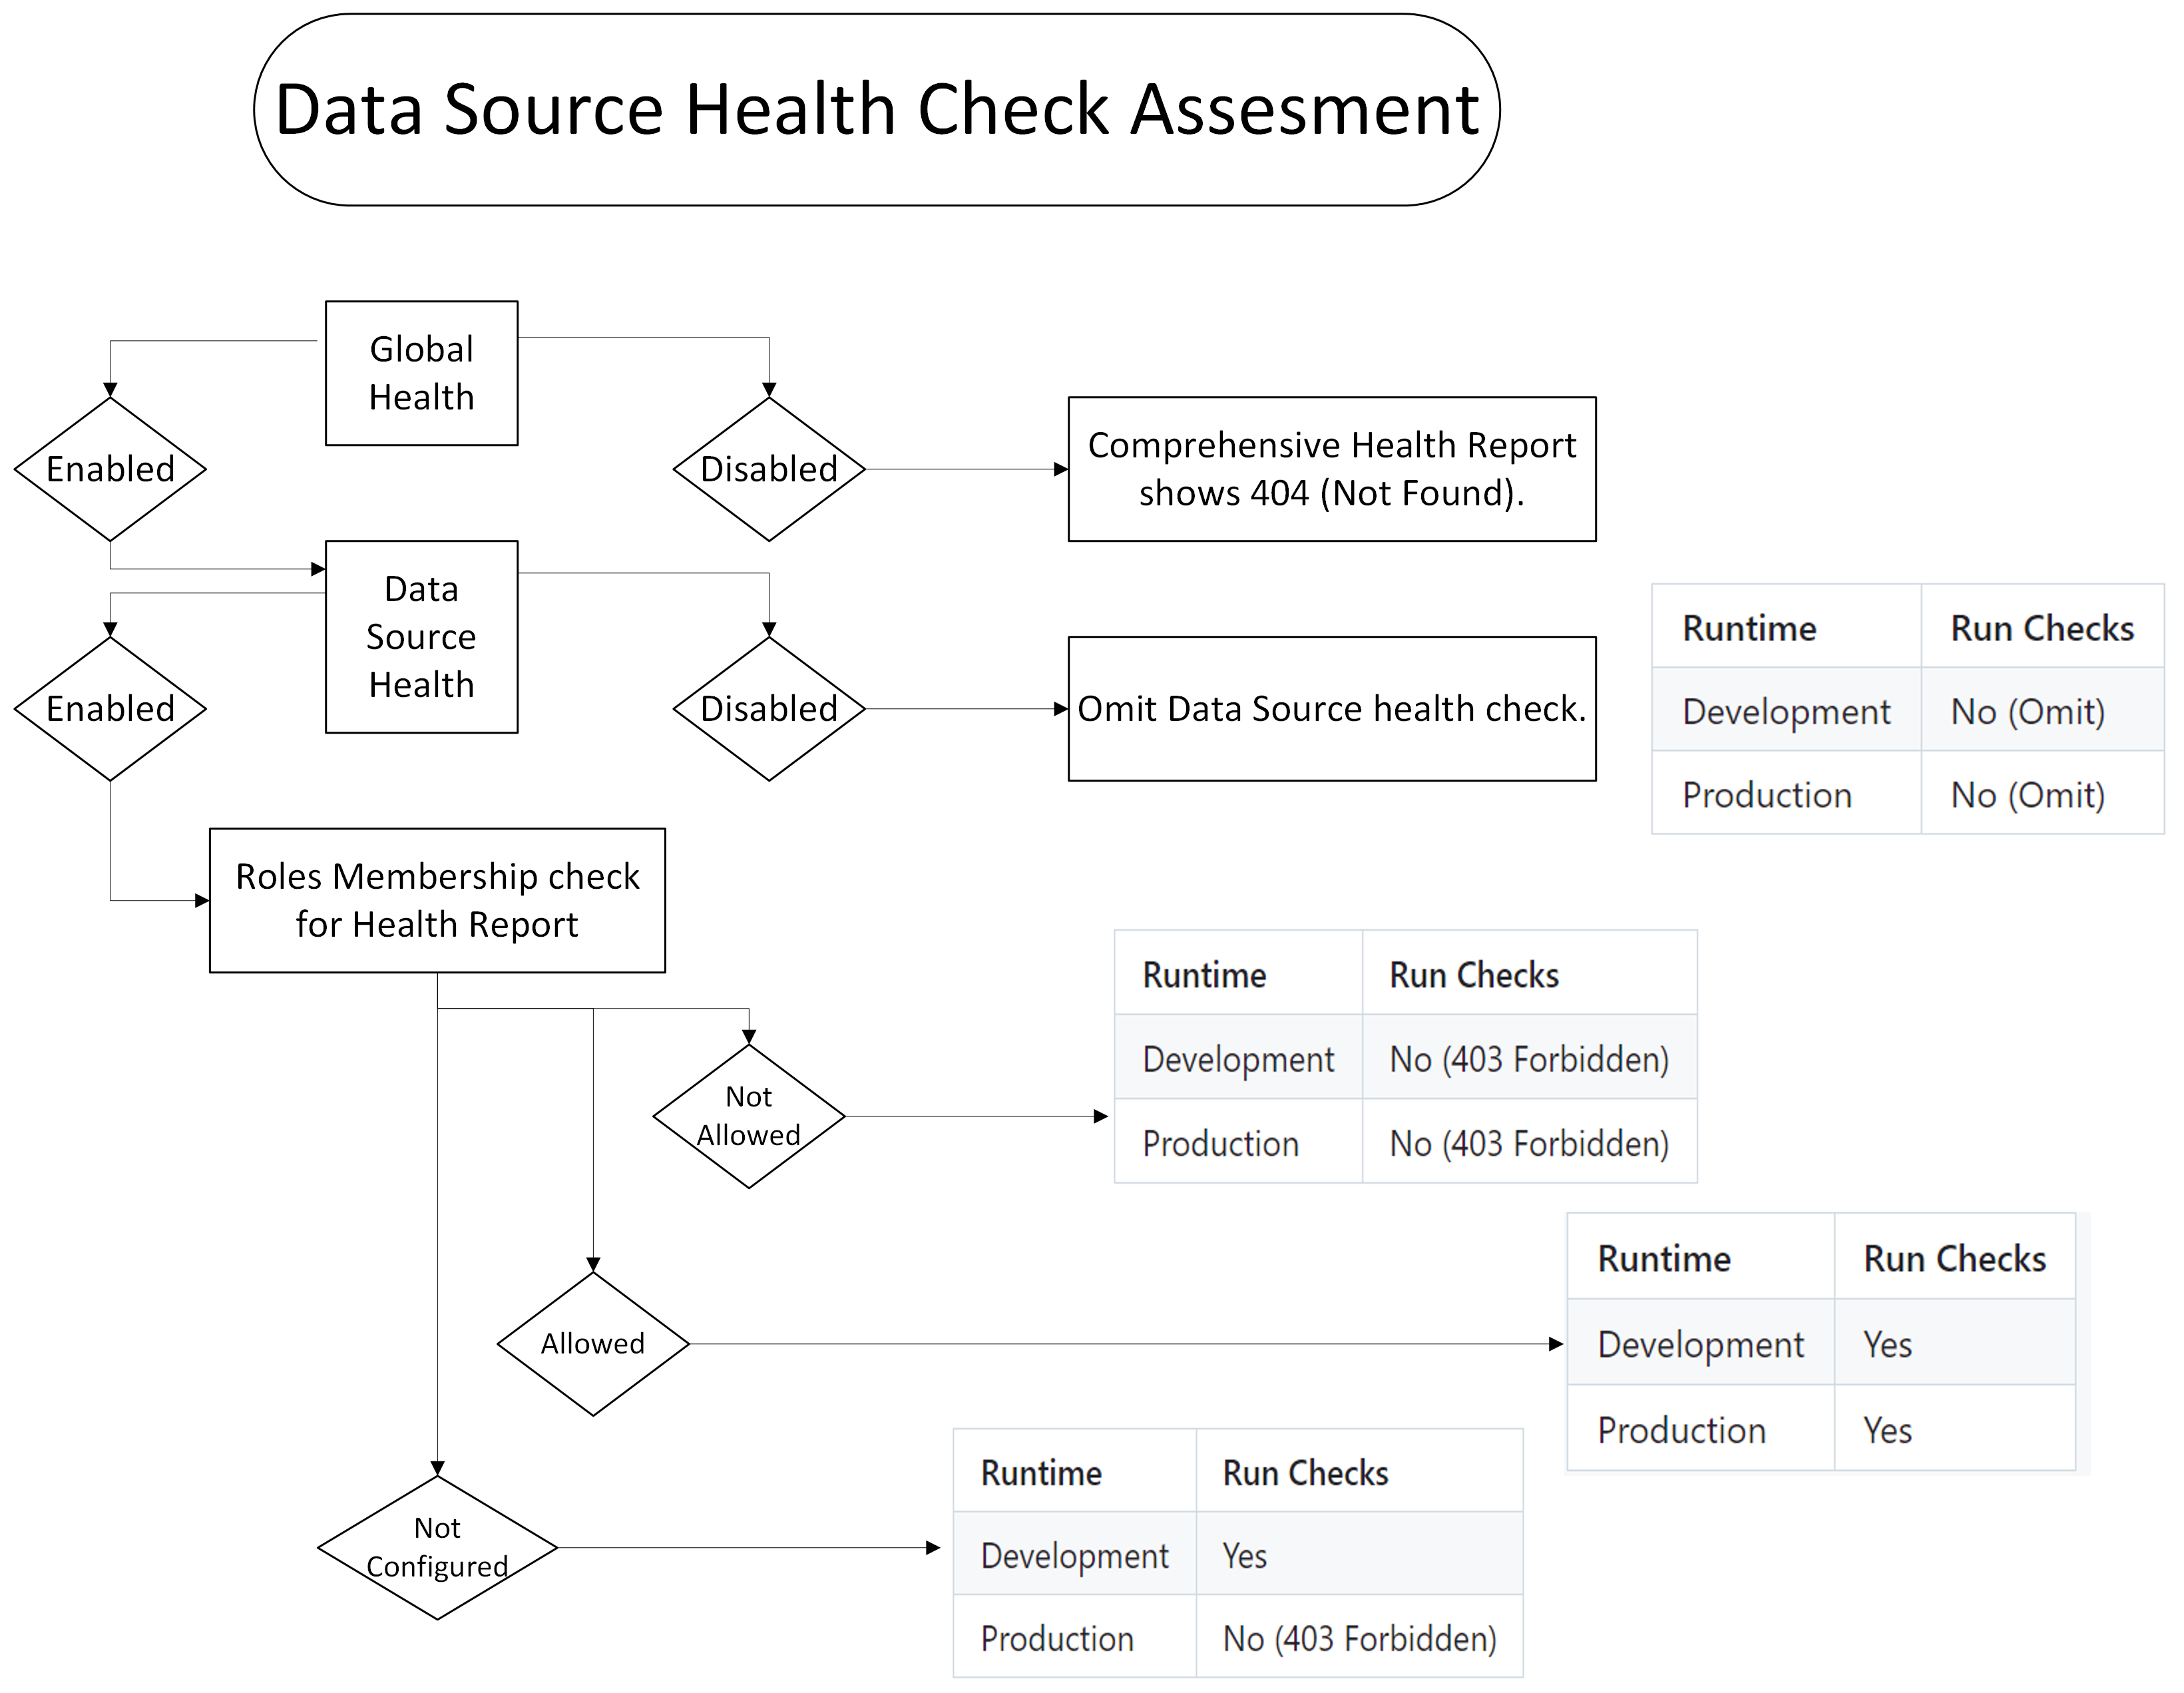 Data Source Health Check Assesment
Global
Health
Enabled
Disabled
Comprehensive Health Report
shows 404 (Not Found).
Data
Source
Health
Enabled
Disabled
Omit Data Source health check.
Runtime Run Checks
Development No (Omit)
Production No (Omit)
Roles Membership check
for Health Report
Not
Allowed
Runtime Run Checks
Development No (403 Forbidden)
Production No (403 Forbidden)
Allowed
Runtime Run Checks
Development Yes
Production Yes
Not
Configured
Runtime Run Checks
Development Yes
Production No (403 Forbidden)